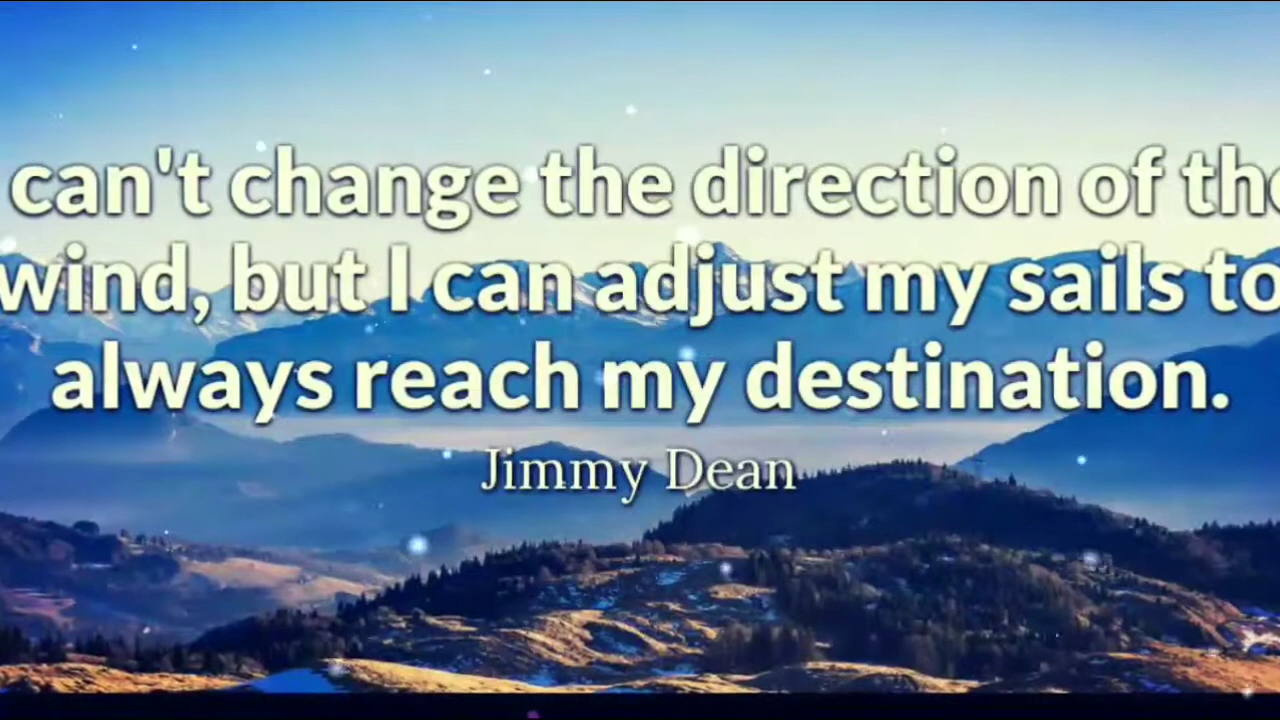 can't change the direction of the
wind, but I can adjust my sails to
always reach my destination.
Jimmy Dean